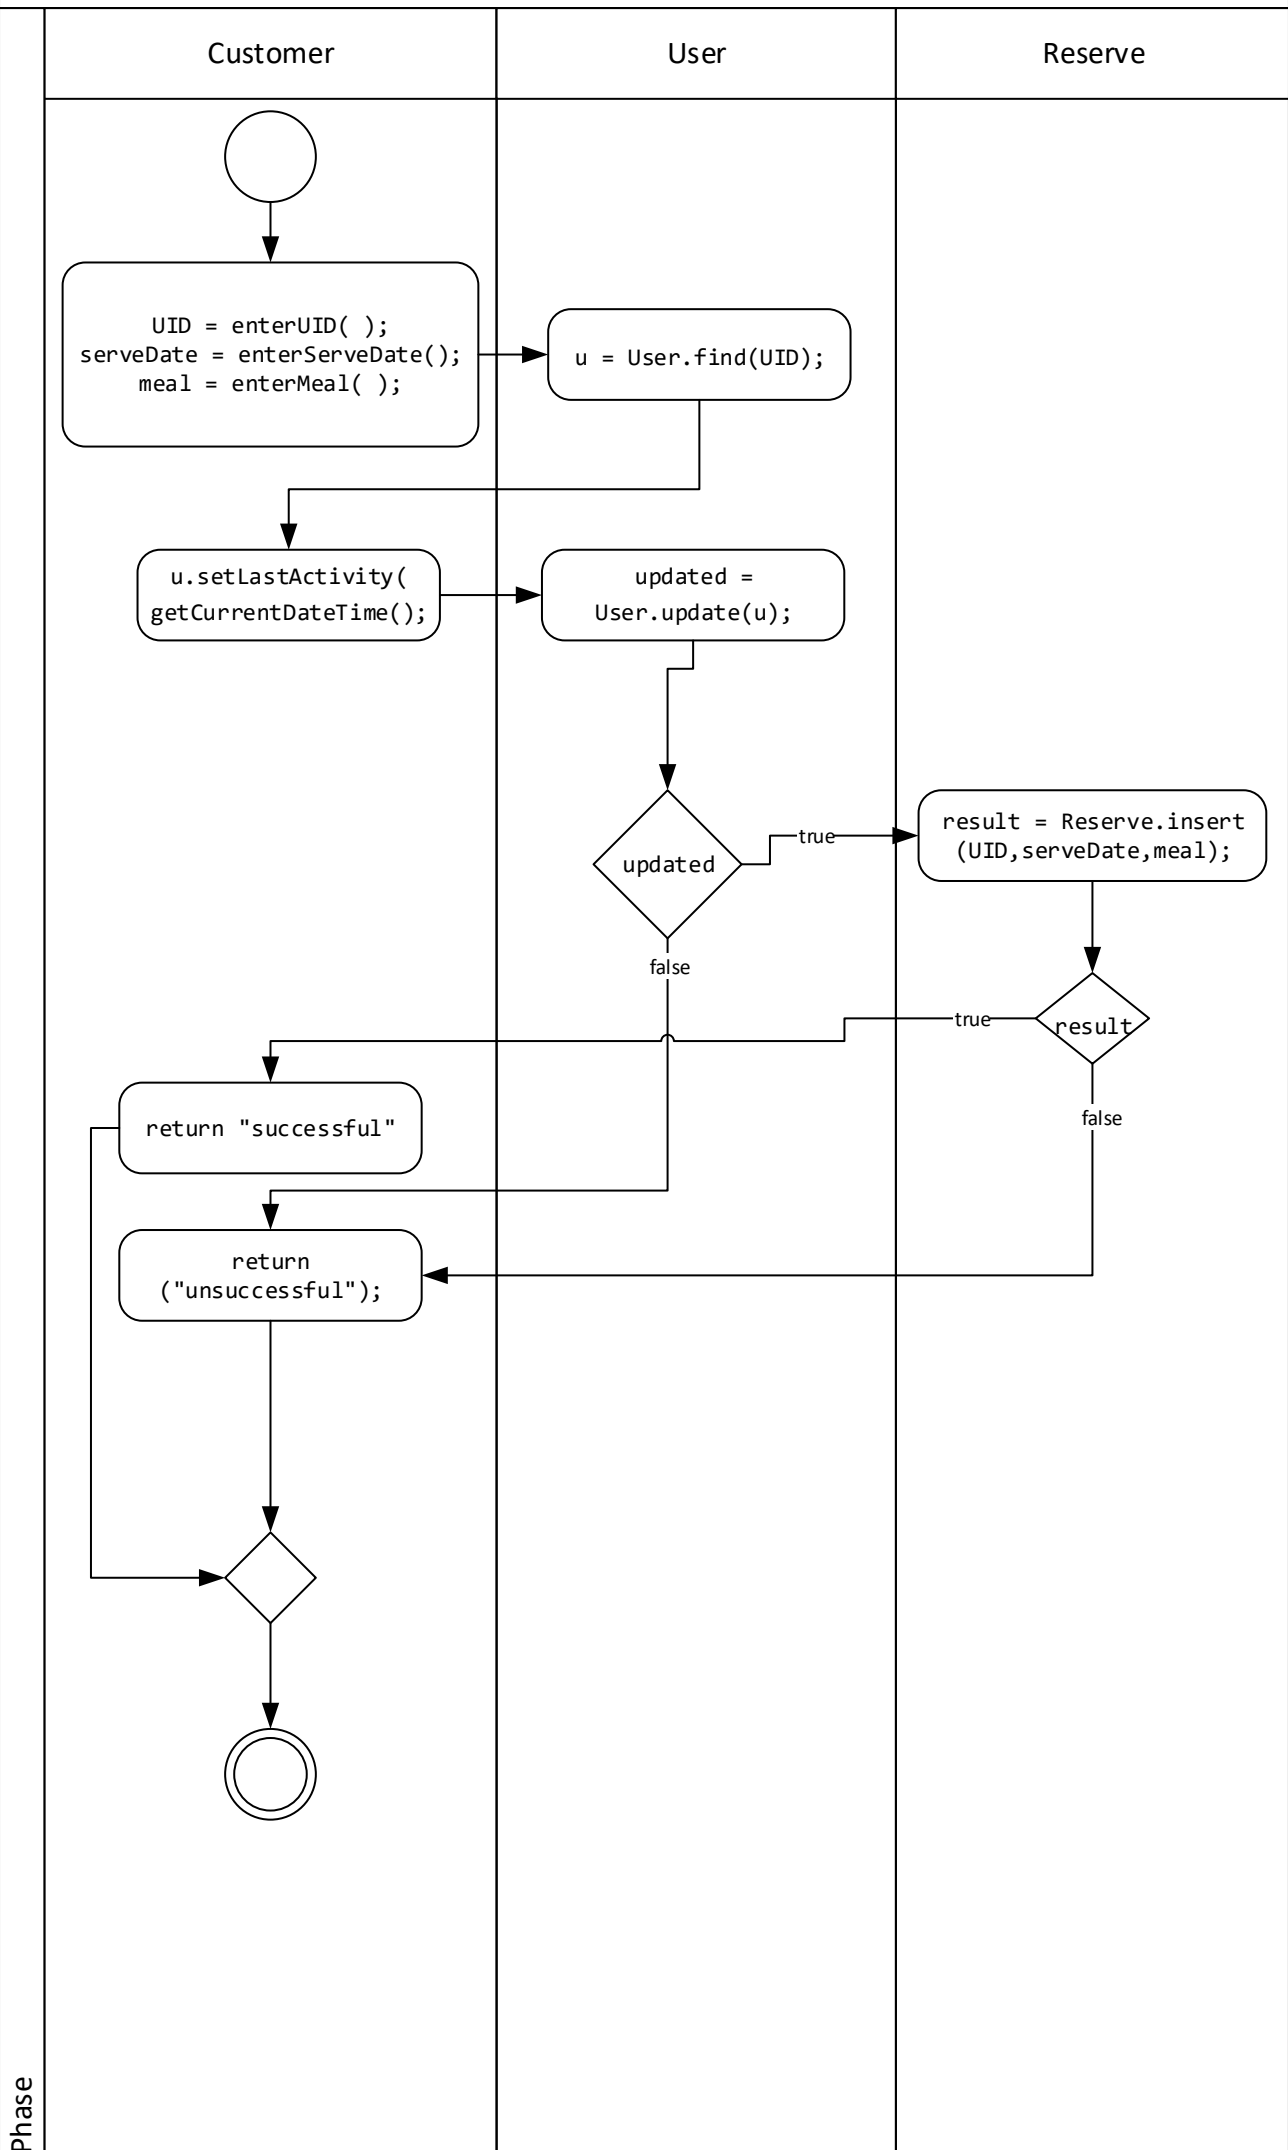 Customer
User
Reserve
UID = enterUID( );
serveDate = enterServeDate();
meal = enterMeal( );
u = User.find(UID);
u.setLastActivity(
getCurrentDateTime();
updated =
User.update(u);
updated
true
result = Reserve.insert
(UID,serveDate,meal);
false
true
result
return "successful"
false
return
("unsuccessful");
Phase